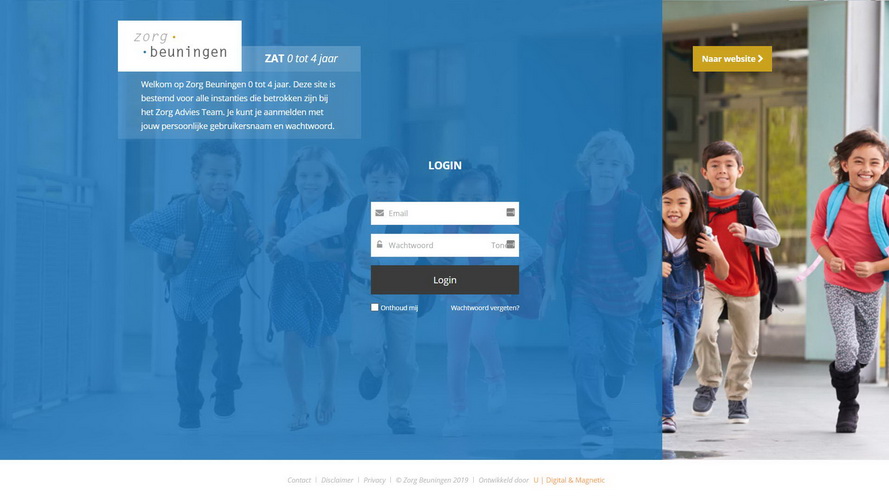 zorg
beuningen
ZAT 0 tot 4 jaar
Naar website
Welkom op Zorg Beuningen 0 tot 4 jaar. Deze site is
bestemd voor alle instanties die betrokken zijn bij
het Zorg Advies Team. Je kunt je aanmelden met
jouw persoonlijke gebruikersnaam en wachtwoord.
LOGIN
Email
Wachtwoord
Login
Onthoud mij Wachtwoord vergeten?
Contact | Disclaimer | Privacy | © Zorg Beuningen 2019 | Ontwikkeld door U | Digital & Magnetic